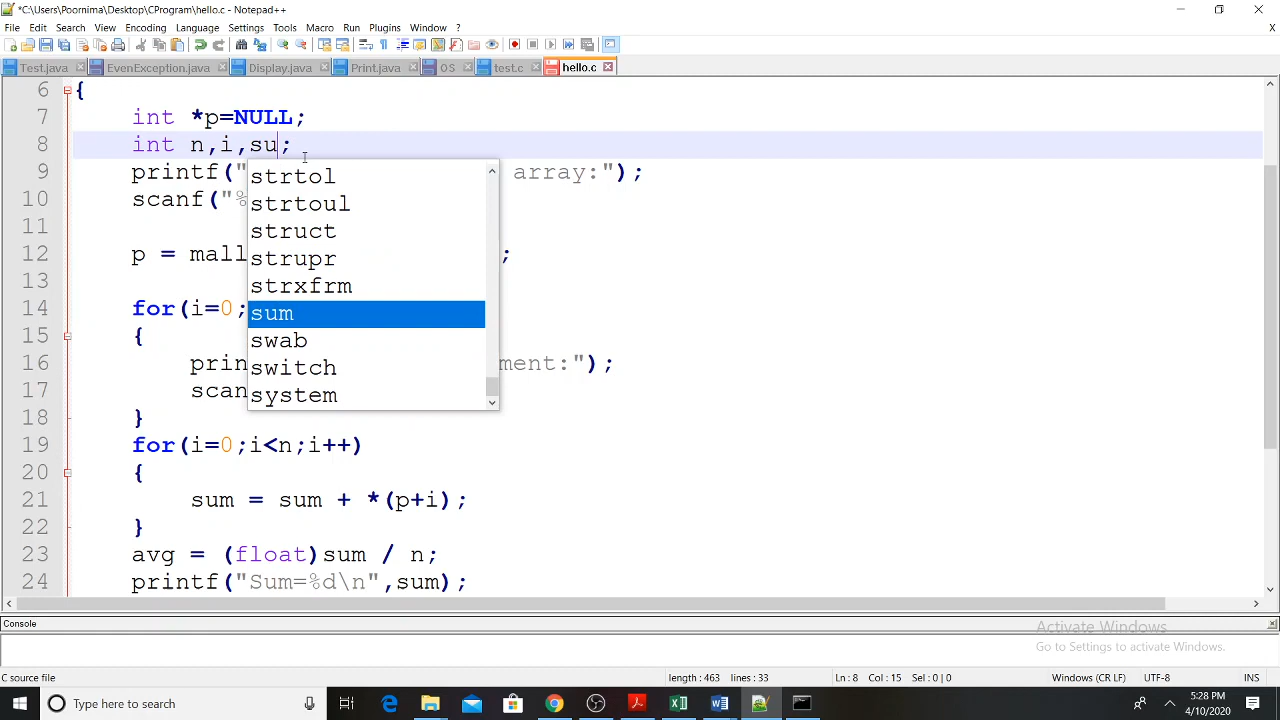 *C:\Users\Poornima\Desktop\CProgram\hello.c - Notepad++
File Edit Search View Encoding Language Settings Tools Macro Run Plugins Window ? X
Test.java EvenException.java Display.java Print.java OS test.c hello.c
6 {
7 int *p=NULL;
8 int n,i,su;
9 printf(" array:");
10 scanf("%
11
12 p = mall ;
13
14 for(i=0;
15 {
16 prin ment:");
17 scan
18 }
19 for(i=0;i<n;i++)
20 {
21 sum = sum + *(p+i);
22 }
23 avg = (float)sum / n;
24 printf("Sum=%d\n",sum);
strtol
strtoul
struct
strupr
strxfrm
sum
swab
switch
system
Console
Activate Windows
Go to Settings to activate Windows.
C source file length : 463 lines : 33 Ln : 8 Col : 15 Sel : 0 | 0 Windows (CR LF) UTF-8 INS
Type here to search
5:28 PM
4/10/2020